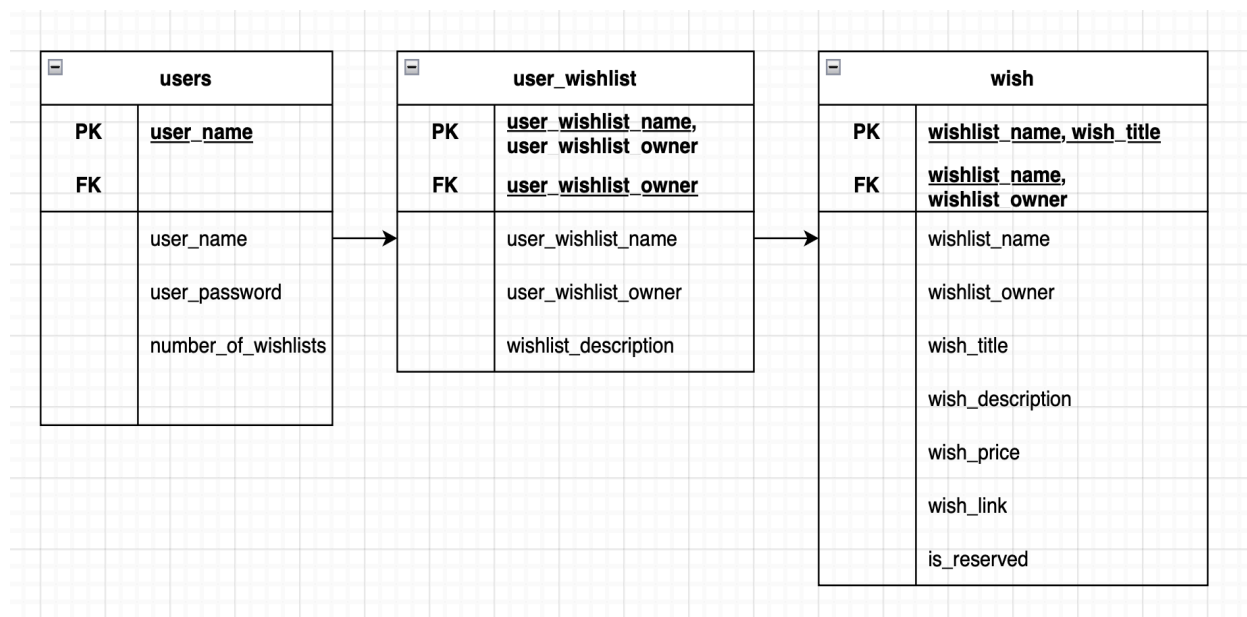 users
PK
user_name
FK
user_name
user_password
number_of_wishlists
user_wishlist
PK
user_wishlist_name,
user_wishlist_owner
FK
user_wishlist_owner
user_wishlist_name
user_wishlist_owner
wishlist_description
wish
PK
wishlist_name, wish_title
FK
wishlist_name,
wishlist_owner
wishlist_name
wishlist_owner
wish_title
wish_description
wish_price
wish_link
is_reserved